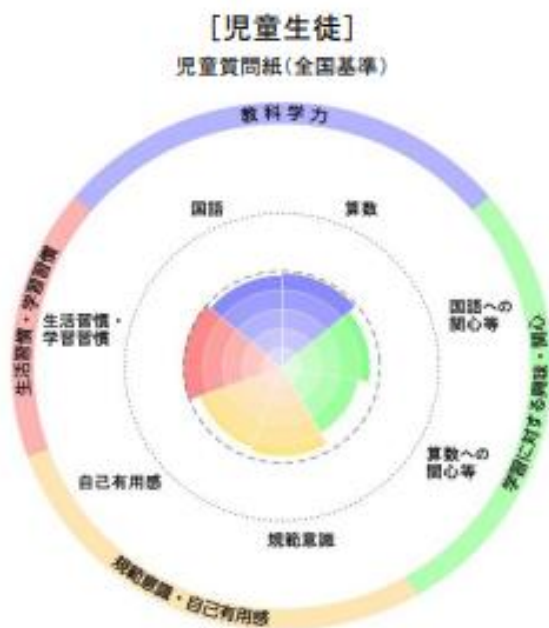 [児童生徒]
児童質問紙(全国基準)
教科学力
国語
算数
生活習慣・学習習慣
生活習慣・
学習習慣
国語への
関心等
学習に対する興味・関心
算数への
関心等
自己有用感
規範意識
規範意識・自己有用感